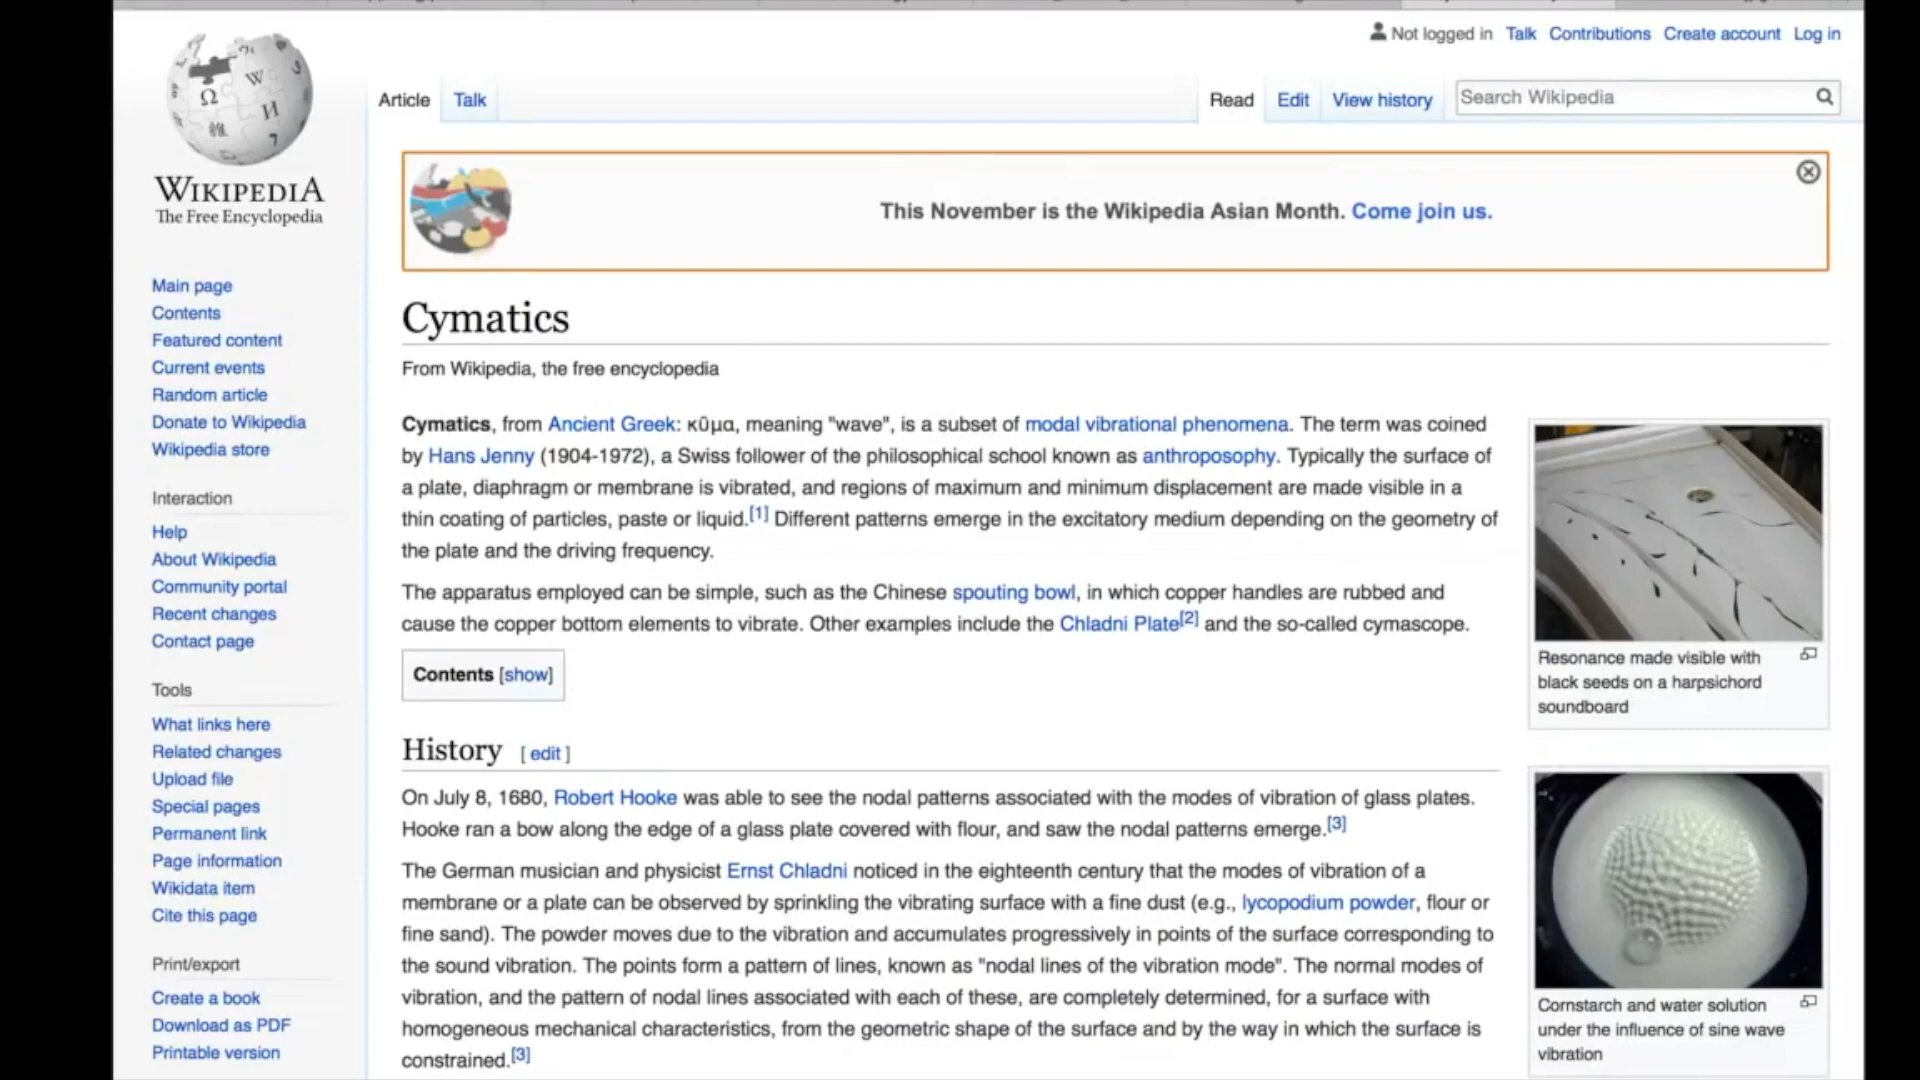 Not logged in Talk Contributions Create account Log in
Article Talk Read Edit View history Search Wikipedia
WIKIPEDIA
The Free Encyclopedia
Main page
Contents
Featured content
Current events
Random article
Donate to Wikipedia
Wikipedia store
Interaction
Help
About Wikipedia
Community portal
Recent changes
Contact page
Tools
What links here
Related changes
Upload file
Special pages
Permanent link
Page information
Wikidata item
Cite this page
Print/export
Create a book
Download as PDF
Printable version
This November is the Wikipedia Asian Month. Come join us.
Cymatics
From Wikipedia, the free encyclopedia
Cymatics, from Ancient Greek: κῦμα, meaning "wave", is a subset of modal vibrational phenomena. The term was coined
by Hans Jenny (1904-1972), a Swiss follower of the philosophical school known as anthroposophy. Typically the surface of
a plate, diaphragm or membrane is vibrated, and regions of maximum and minimum displacement are made visible in a
thin coating of particles, paste or liquid.[1] Different patterns emerge in the excitatory medium depending on the geometry of
the plate and the driving frequency.
The apparatus employed can be simple, such as the Chinese spouting bowl, in which copper handles are rubbed and
cause the copper bottom elements to vibrate. Other examples include the Chladni Plate[2] and the so-called cymascope.
Contents [show]
History [ edit ]
On July 8, 1680, Robert Hooke was able to see the nodal patterns associated with the modes of vibration of glass plates.
Hooke ran a bow along the edge of a glass plate covered with flour, and saw the nodal patterns emerge.[3]
The German musician and physicist Ernst Chladni noticed in the eighteenth century that the modes of vibration of a
membrane or a plate can be observed by sprinkling the vibrating surface with a fine dust (e.g., lycopodium powder, flour or
fine sand). The powder moves due to the vibration and accumulates progressively in points of the surface corresponding to
the sound vibration. The points form a pattern of lines, known as "nodal lines of the vibration mode". The normal modes of
vibration, and the pattern of nodal lines associated with each of these, are completely determined, for a surface with
homogeneous mechanical characteristics, from the geometric shape of the surface and by the way in which the surface is
constrained.[3]
Resonance made visible with
black seeds on a harpsichord
soundboard
Cornstarch and water solution
under the influence of sine wave
vibration